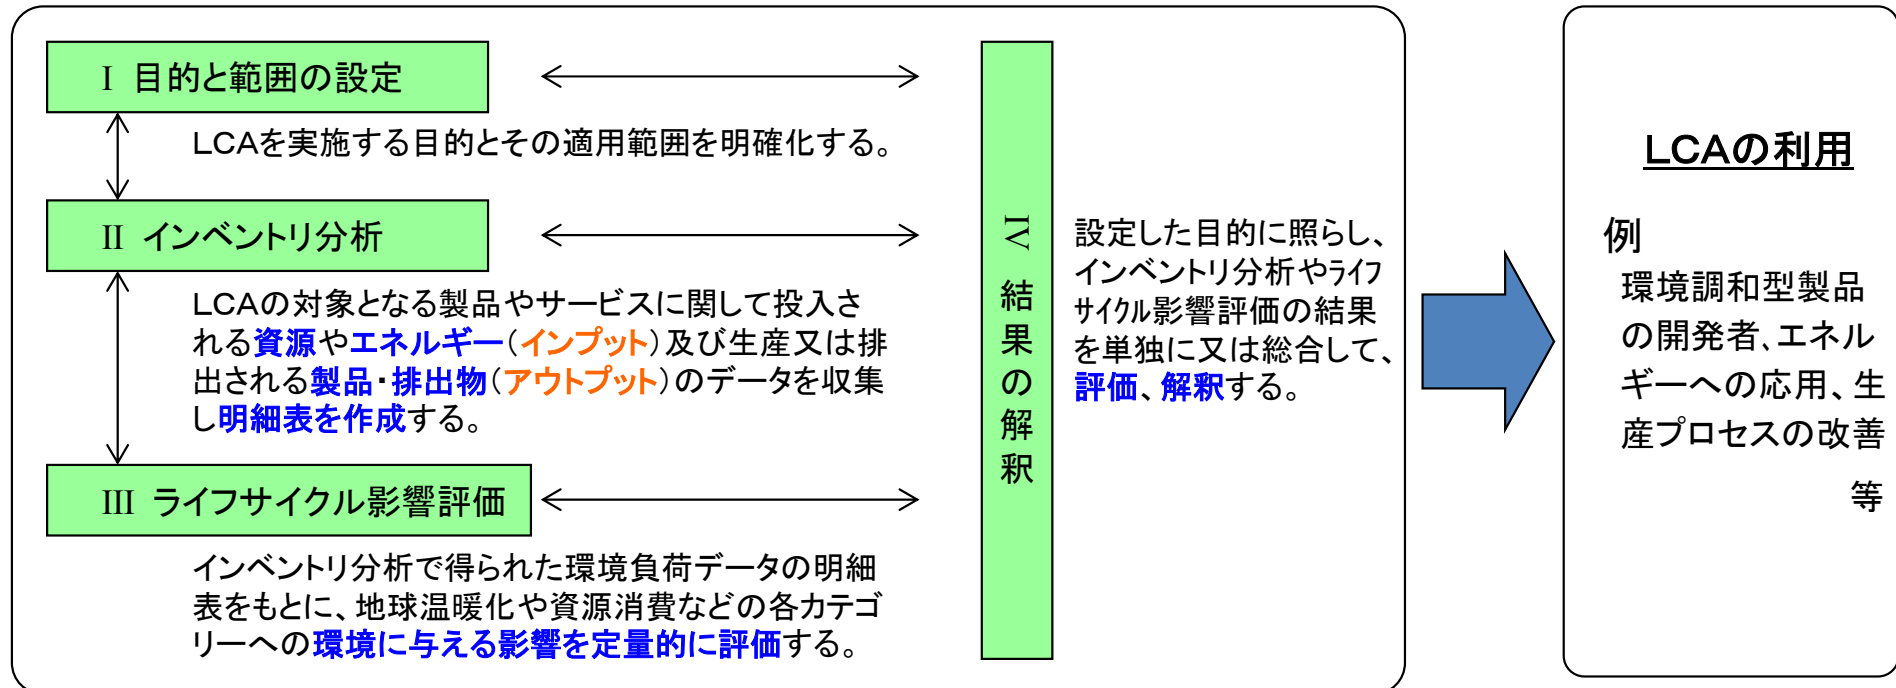 Ⅰ 目的と範囲の設定
LCAを実施する目的とその適用範囲を明確化する。
Ⅱ インベントリ分析
LCAの対象となる製品やサービスに関して投入さ
れる資源やエネルギー(インプット)及び生産又は排
出される製品・排出物(アウトプット)のデータを収集
し明細表を作成する。
Ⅲ ライフサイクル影響評価
インベントリ分析で得られた環境負荷データの明細
表をもとに、地球温暖化や資源消費などの各カテゴ
リーへの環境に与える影響を定量的に評価する。
Ⅳ 結果の解釈
設定した目的に照らし、
インベントリ分析やライフ
サイクル影響評価の結果
を単独に又は総合して、
評価、解釈する。
LCAの利用
例
環境調和型製品
の開発者、エネル
ギーへの応用、生
産プロセスの改善
等